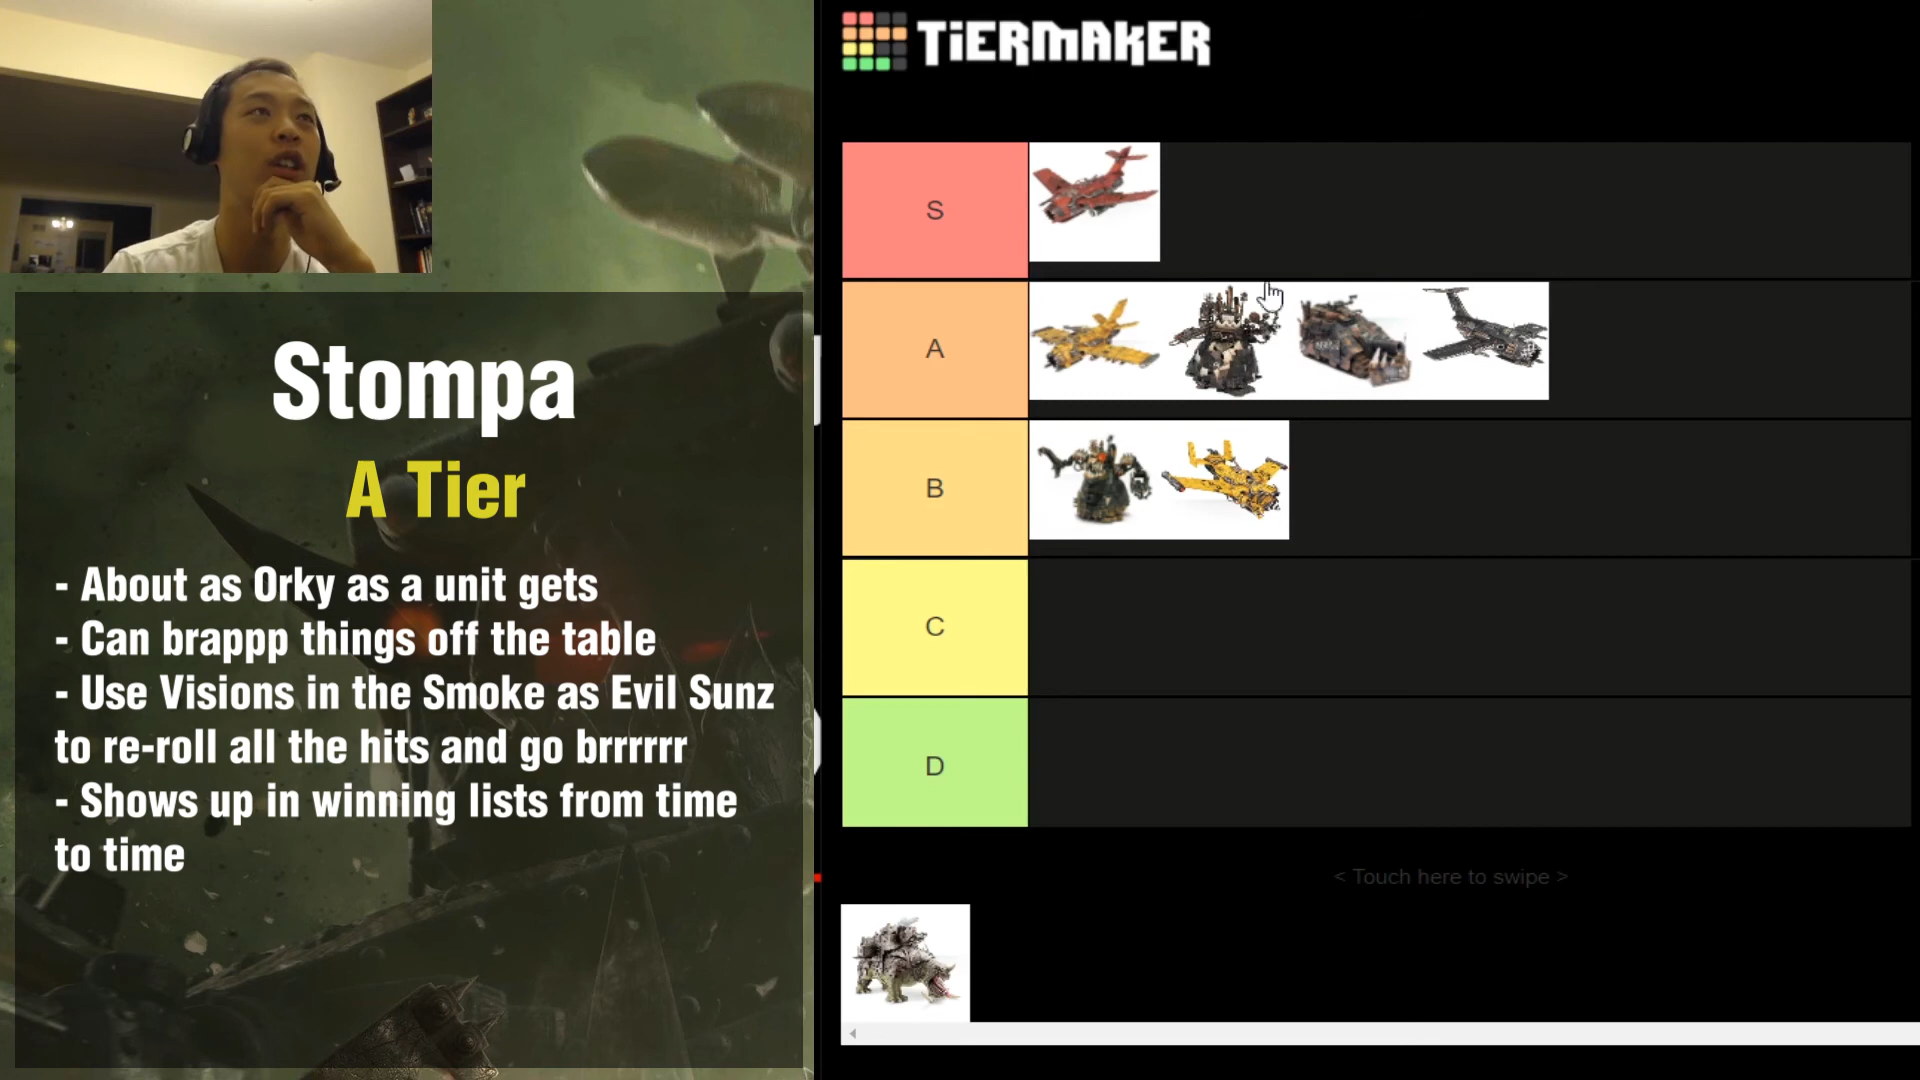 TiERMAKER
Stompa
A Tier
- About as Orky as a unit gets
- Can brappp things off the table
- Use Visions in the Smoke as Evil Sunz
to re-roll all the hits and go brrrrrr
- Shows up in winning lists from time
to time
S
A
B
C
D
< Touch here to swipe >